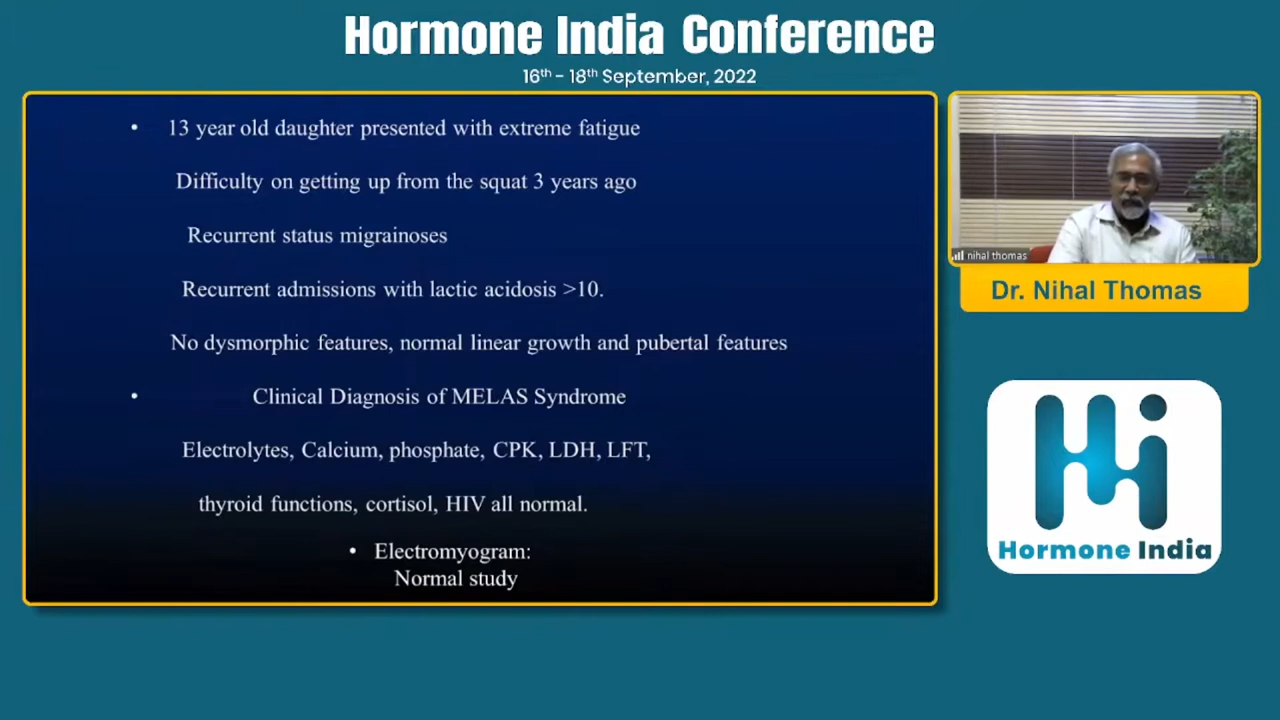 Hormone India Conference
16th - 18th September, 2022
• 13 year old daughter presented with extreme fatigue
Difficulty on getting up from the squat 3 years ago
Recurrent status migrainoses
Recurrent admissions with lactic acidosis >10.
No dysmorphic features, normal linear growth and pubertal features
• Clinical Diagnosis of MELAS Syndrome
Electrolytes, Calcium, phosphate, CPK, LDH, LFT,
thyroid functions, cortisol, HIV all normal.
• Electromyogram:
Normal study
nihal thomas
Dr. Nihal Thomas
Hi
Hormone India